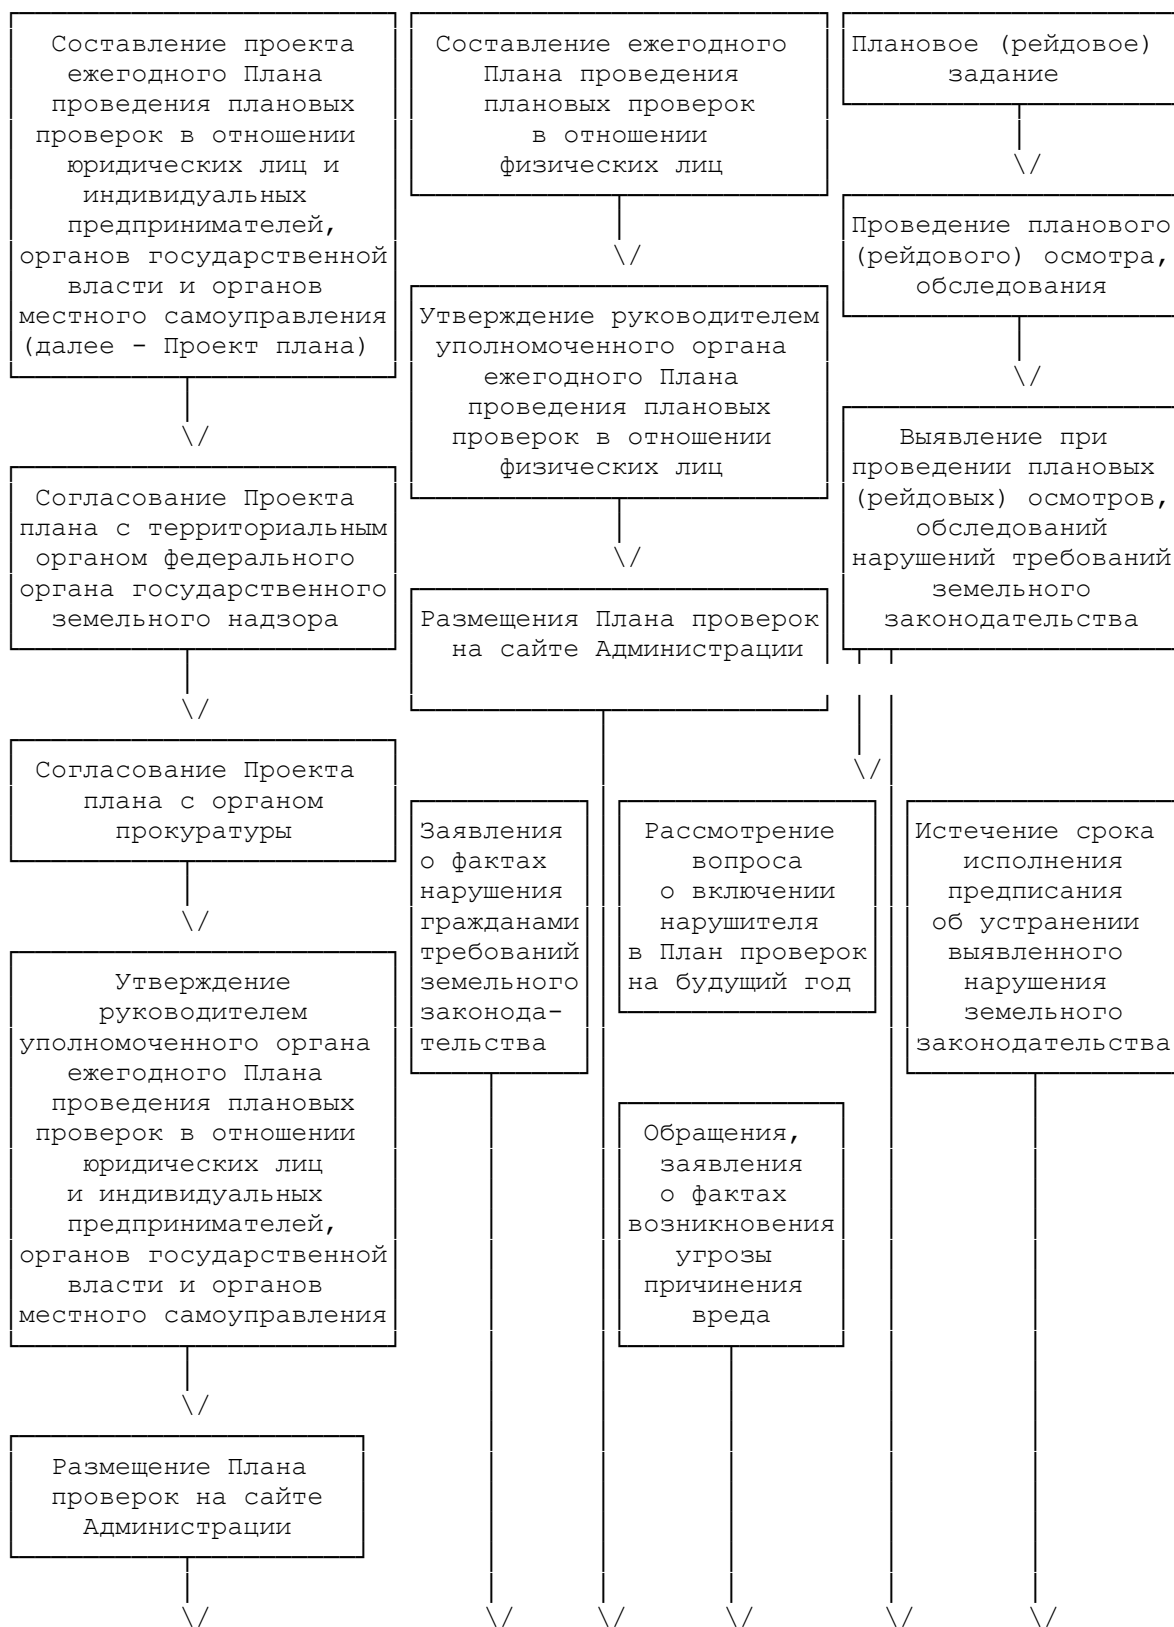 Составление проекта
ежегодного Плана
проведения плановых
проверок в отношении
юридических лиц и
индивидуальных
предпринимателей,
органов государственной
власти и органов
местного самоуправления
(далее - Проект плана)
Согласование Проекта
плана с территориальным
органом федерального
органа государственного
земельного надзора
Согласование Проекта
плана с органом
прокуратуры
Утверждение
руководителем
уполномоченного органа
ежегодного Плана
проведения плановых
проверок в отношении
юридических лиц
и индивидуальных
предпринимателей,
органов государственной
власти и органов
местного самоуправления
Размещение Плана
проверок на сайте
Администрации
Составление ежегодного
Плана проведения
плановых проверок
в отношении
физических лиц
Утверждение руководителем
уполномоченного органа
ежегодного Плана
проведения плановых
проверок в отношении
физических лиц
Размещения Плана проверок
на сайте Администрации
Заявления
о фактах
нарушения
гражданами
требований
земельного
законода-
тельства
Рассмотрение
вопроса
о включении
нарушителя
в План проверок
на будущий год
Обращения,
заявления
о фактах
возникновения
угрозы
причинения
вреда
Плановое (рейдовое)
задание
Проведение планового
(рейдового) осмотра,
обследования
Выявление при
проведении плановых
(рейдовых) осмотров,
обследований
нарушений требований
земельного
законодательства
Истечение срока
исполнения
предписания
об устранении
выявленного
нарушения
земельного
законодательства